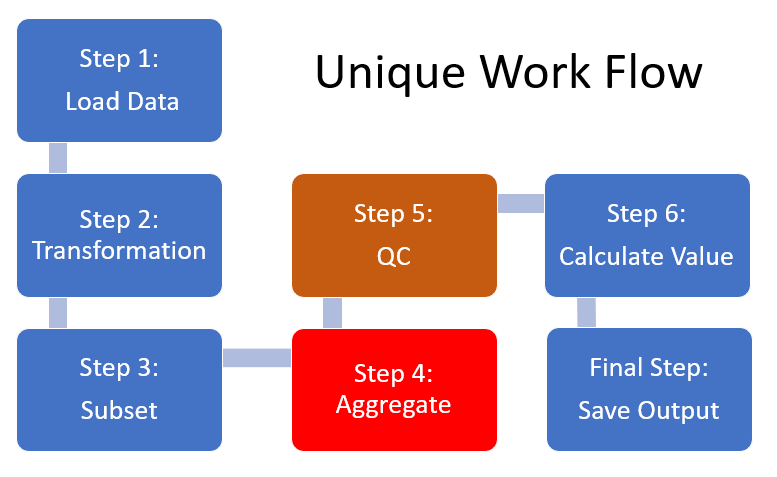 Unique Work Flow
Step 1:
Load Data
Step 2:
Transformation
Step 3:
Subset
Step 4:
Aggregate
Step 5:
QC
Step 6:
Calculate Value
Final Step:
Save Output